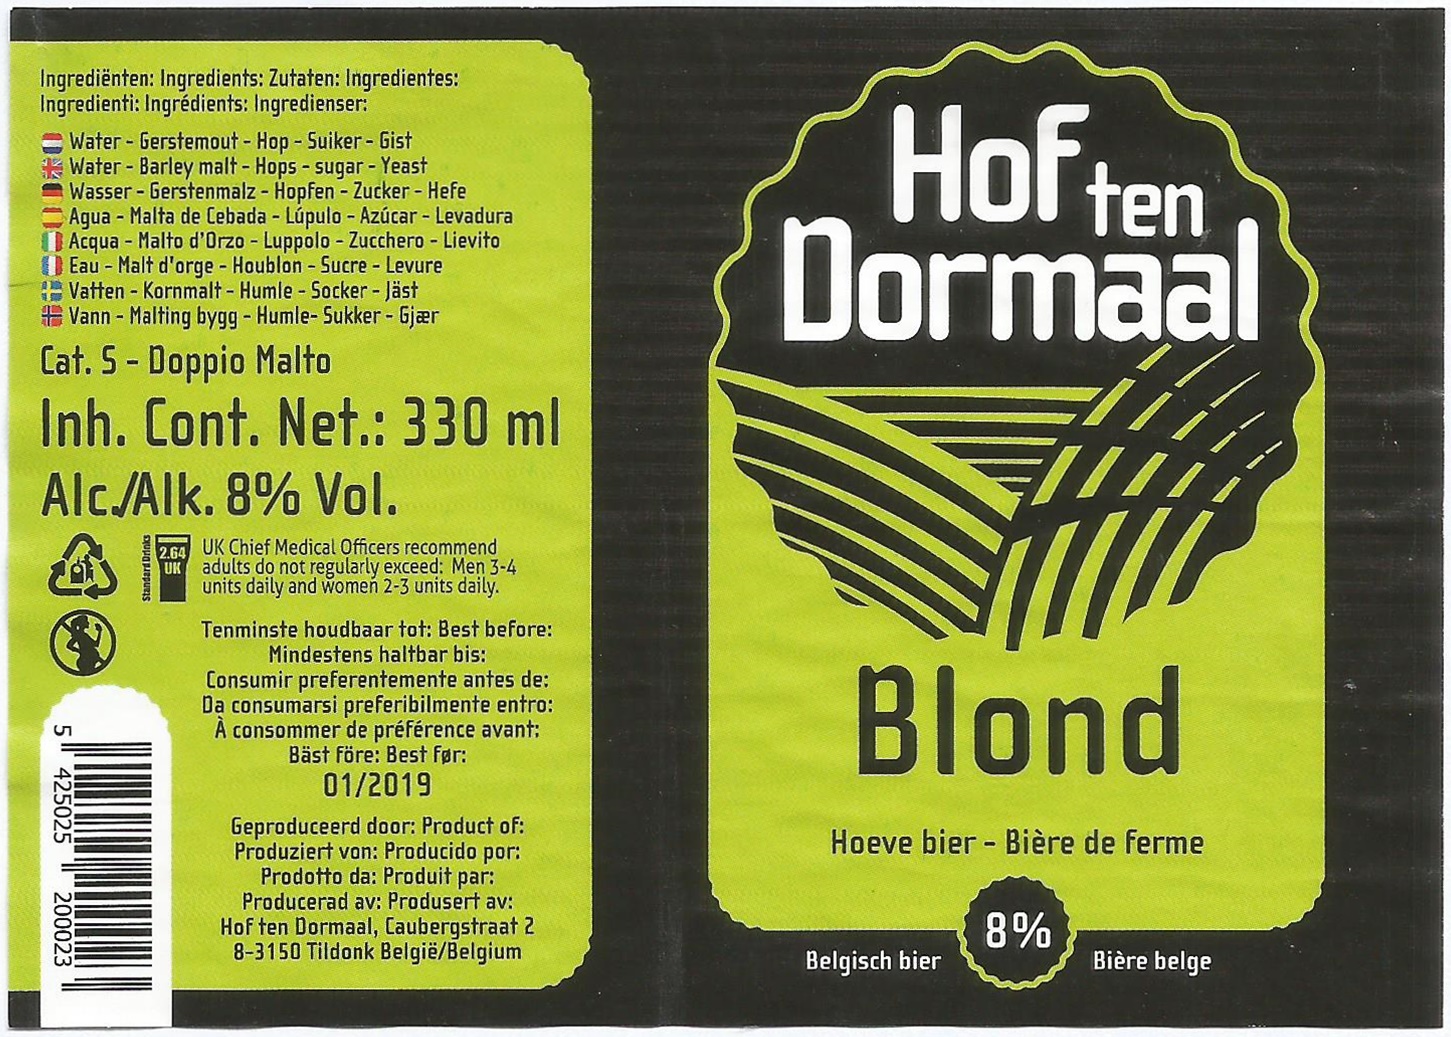 Ingrediënten: Ingredients: Zutaten: Ingredientes:
Ingredienti: Ingrédients: Ingredienser:
Water - Gerstemout - Hop - Suiker - Gist
Water - Barley malt - Hops - sugar - Yeast
Wasser - Gerstenmalz - Hopfen - Zucker - Hefe
Agua - Malta de Cebada - Lúpulo - Azúcar - Levadura
Acqua - Malto d'Orzo - Luppolo - Zucchero - Lievito
Eau - Malt d'orge - Houblon - Sucre - Levure
Vatten - Kornmalt - Humle - Socker - Jäst
Vann - Malting bygg - Humle- Sukker - Gjær
Cat. S - Doppio Malto
Inh. Cont. Net.: 330 ml
Alc./Alk. 8% Vol.
Standard Drinks
2.64
UK
UK Chief Medical Officers recommend
adults do not regularly exceed: Men 3-4
units daily and women 2-3 units daily.
Tenminste houdbaar tot: Best before:
Mindestens haltbar bis:
Consumir preferentemente antes de:
Da consumarsi preferibilmente entro:
À consommer de préférence avant:
Bäst före: Best før:
01/2019
Geproduceerd door: Product of:
Produziert von: Producido por:
Prodotto da: Produit par:
Producerad av: Produsert av:
Hof ten Dormaal, Caubergstraat 2
B-3150 Tildonk België/Belgium
5 425025 200023
Hof ten
Dormaal
Blond
Hoeve bier - Bière de ferme
8%
Belgisch bier
Bière belge